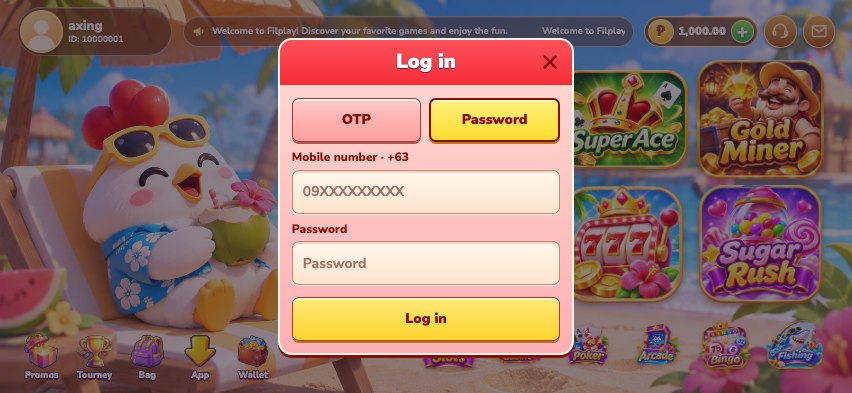 axing
ID: 10000001
Welcome to Filplay! Discover your favorite games and enjoy the fun. Welcome to Filplay
1,000.00
Log in
OTP
Password
Mobile number · +63
09XXXXXXXXX
Password
Password
Log in
Super Ace
Gold Miner
777
Sugar Rush
Promos
Tourney
Bag
App
Wallet
Slots
Poker
Arcade
Bingo
Fishing